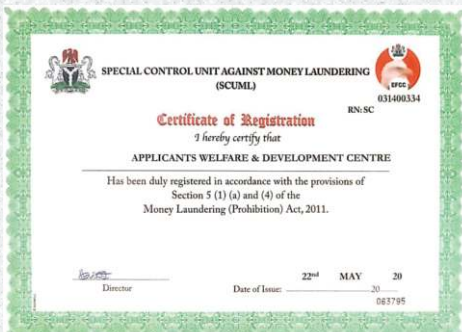 SPECIAL CONTROL UNIT AGAINST MONEY LAUNDERING
(SCUML)
EFCC
031400334
RN: SC
Certificate of Registration
I hereby certify that
APPLICANTS WELFARE & DEVELOPMENT CENTRE
Has been duly registered in accordance with the provisions of
Section 5 (1) (a) and (4) of the
Money Laundering (Prohibition) Act, 2011.
22nd MAY 20
Director Date of Issue: 20
063795